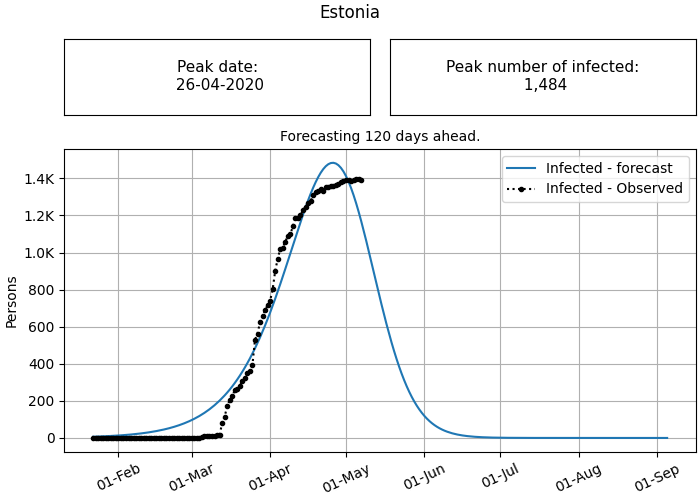 Estonia
Peak date:
26-04-2020
Peak number of infected:
1,484
Forecasting 120 days ahead.
Infected - forecast
Infected - Observed
Persons
1.4K
1.2K
1.0K
800
600
400
200
0
01-Feb
01-Mar
01-Apr
01-May
01-Jun
01-Jul
01-Aug
01-Sep